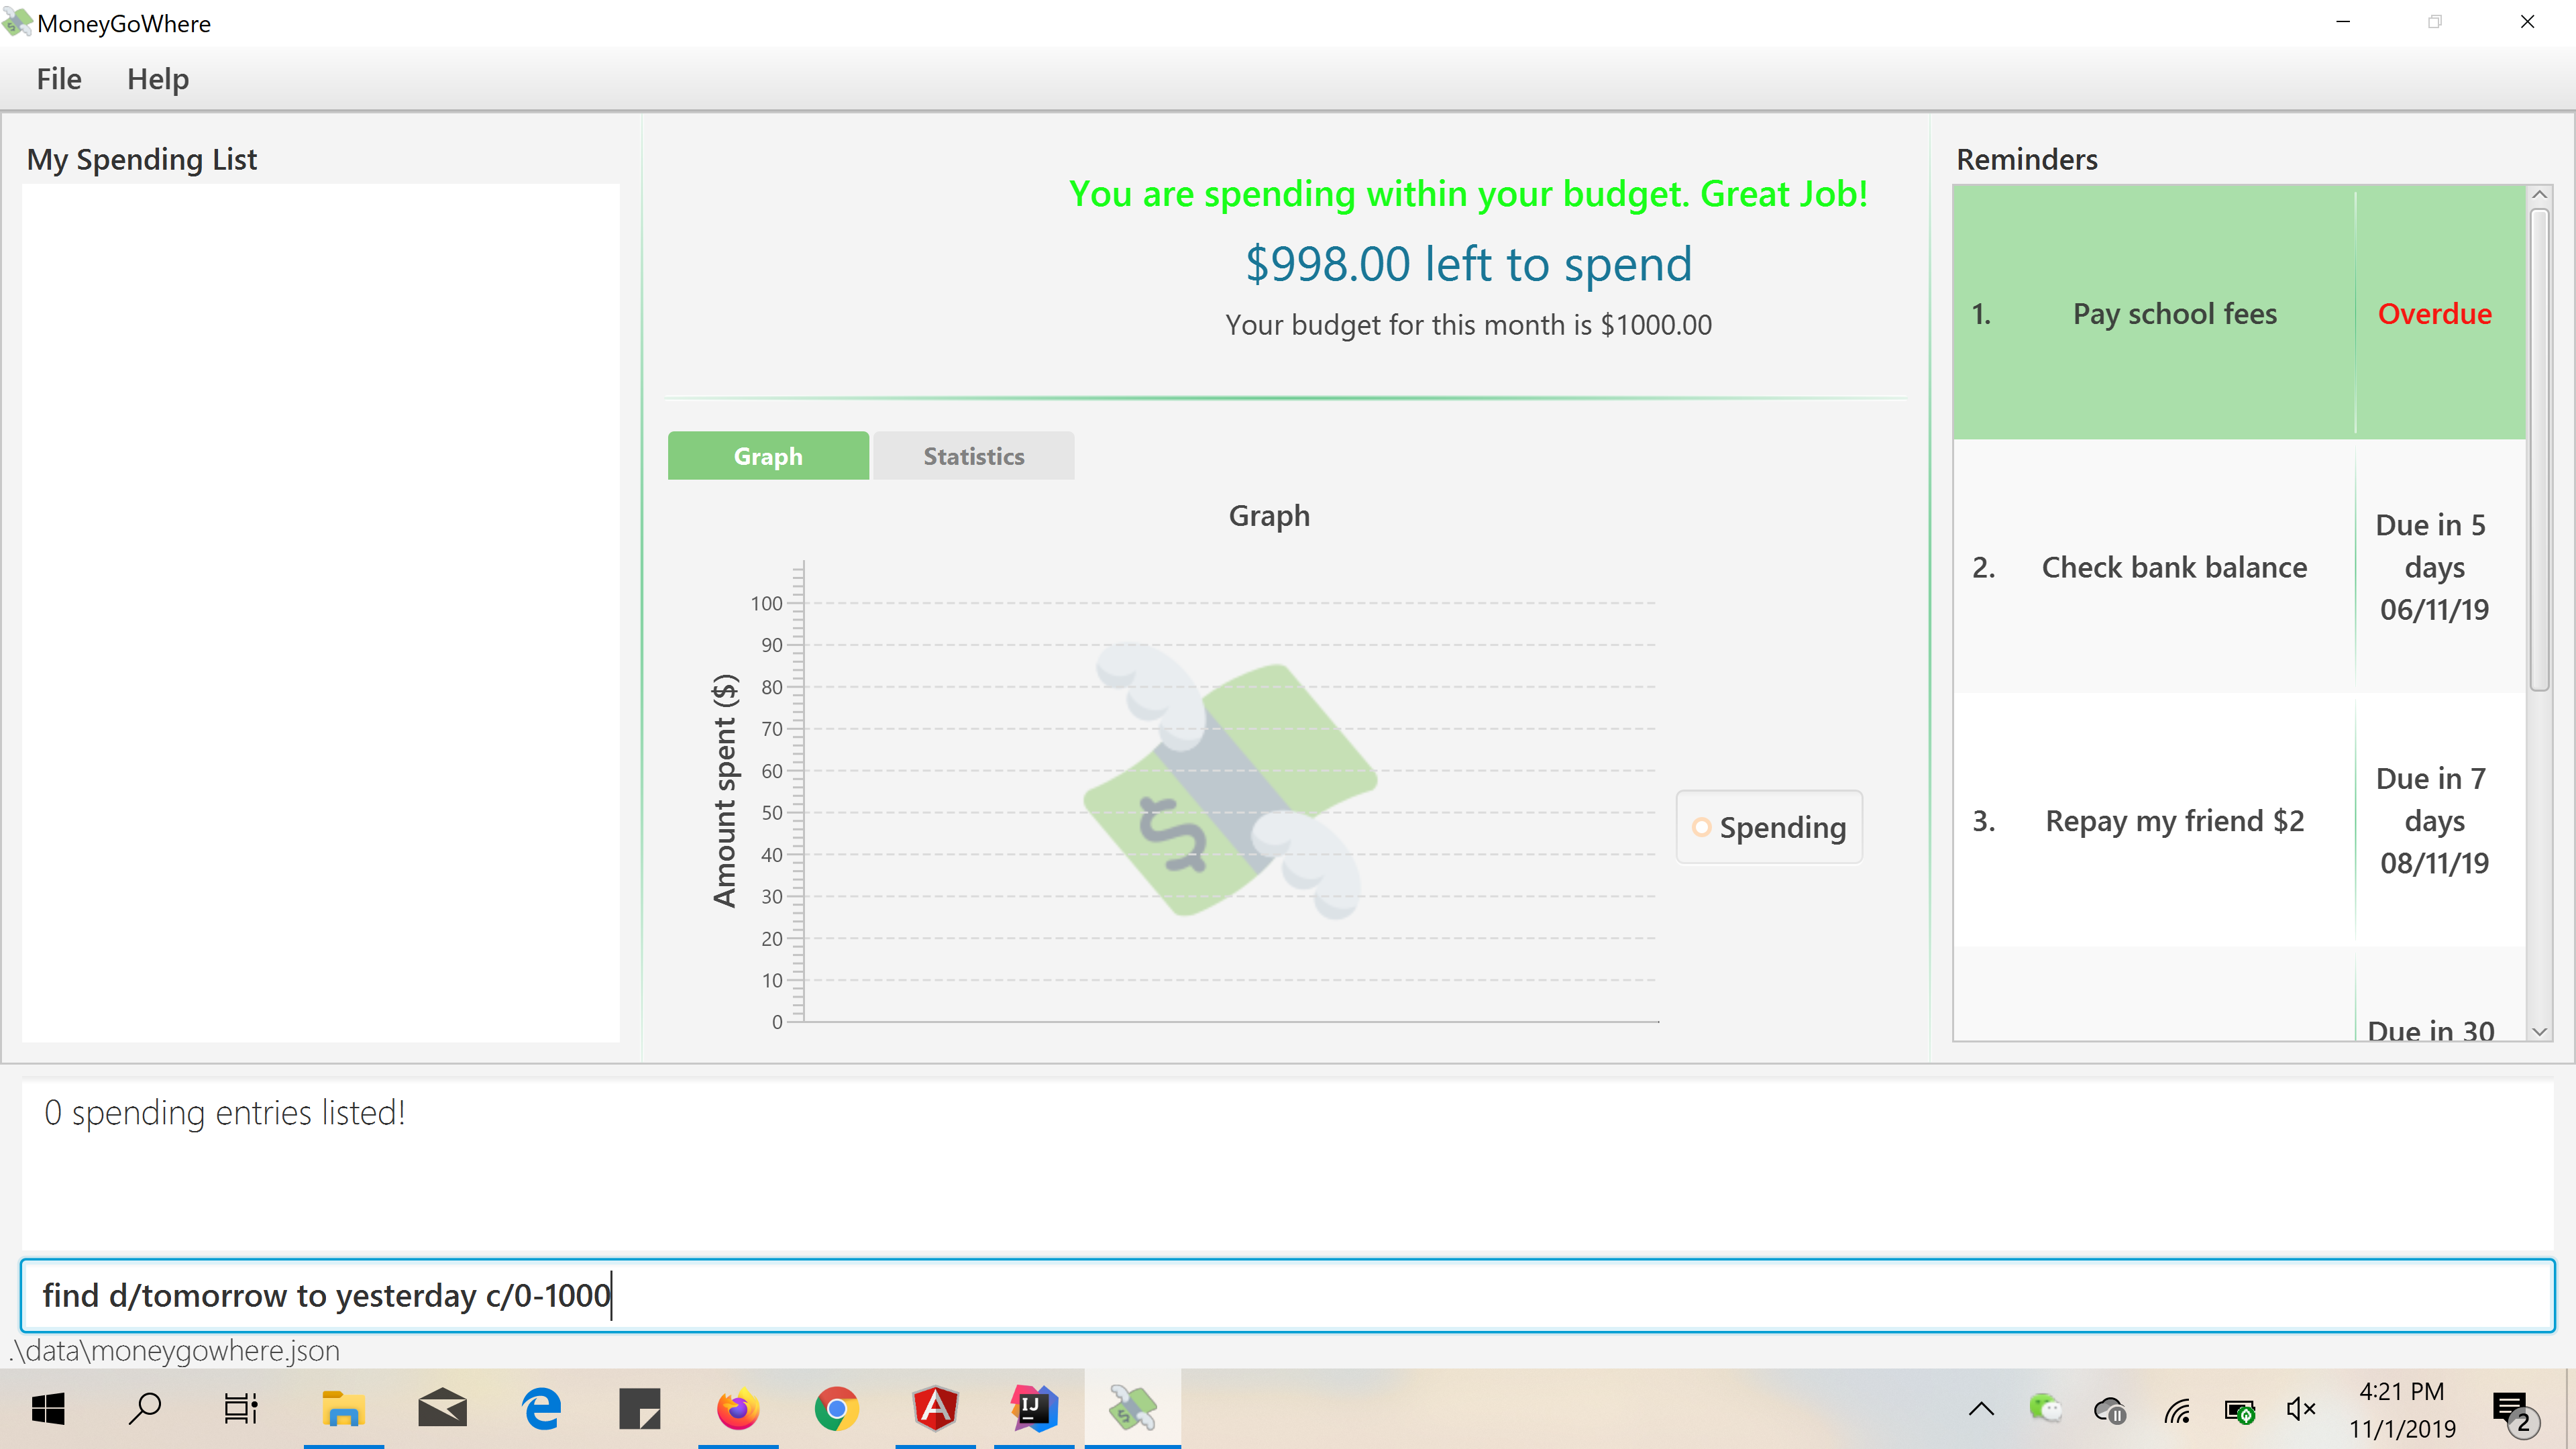 MoneyGoWhere
File Help
My Spending List
You are spending within your budget. Great Job!
$998.00 left to spend
Your budget for this month is $1000.00
Graph Statistics
Graph
Amount spent ($)
100
90
80
70
60
50
40
30
20
10
0
Spending
Reminders
1. Pay school fees Overdue
2. Check bank balance Due in 5
days
06/11/19
3. Repay my friend $2 Due in 7
days
08/11/19
Due in 30
0 spending entries listed!
find d/tomorrow to yesterday c/0-1000
.\data\moneygowhere.json
4:21 PM
11/1/2019
2